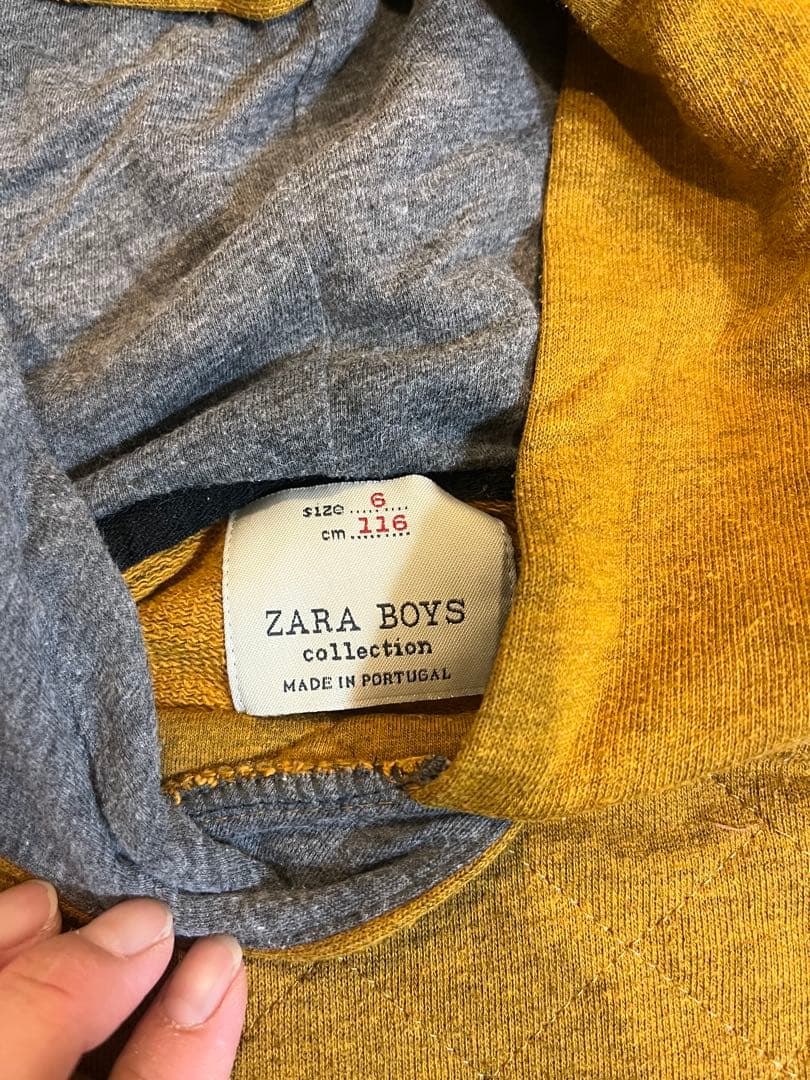 size ..... 6 ....
cm ..116..
ZARA BOYS
collection
MADE IN PORTUGAL